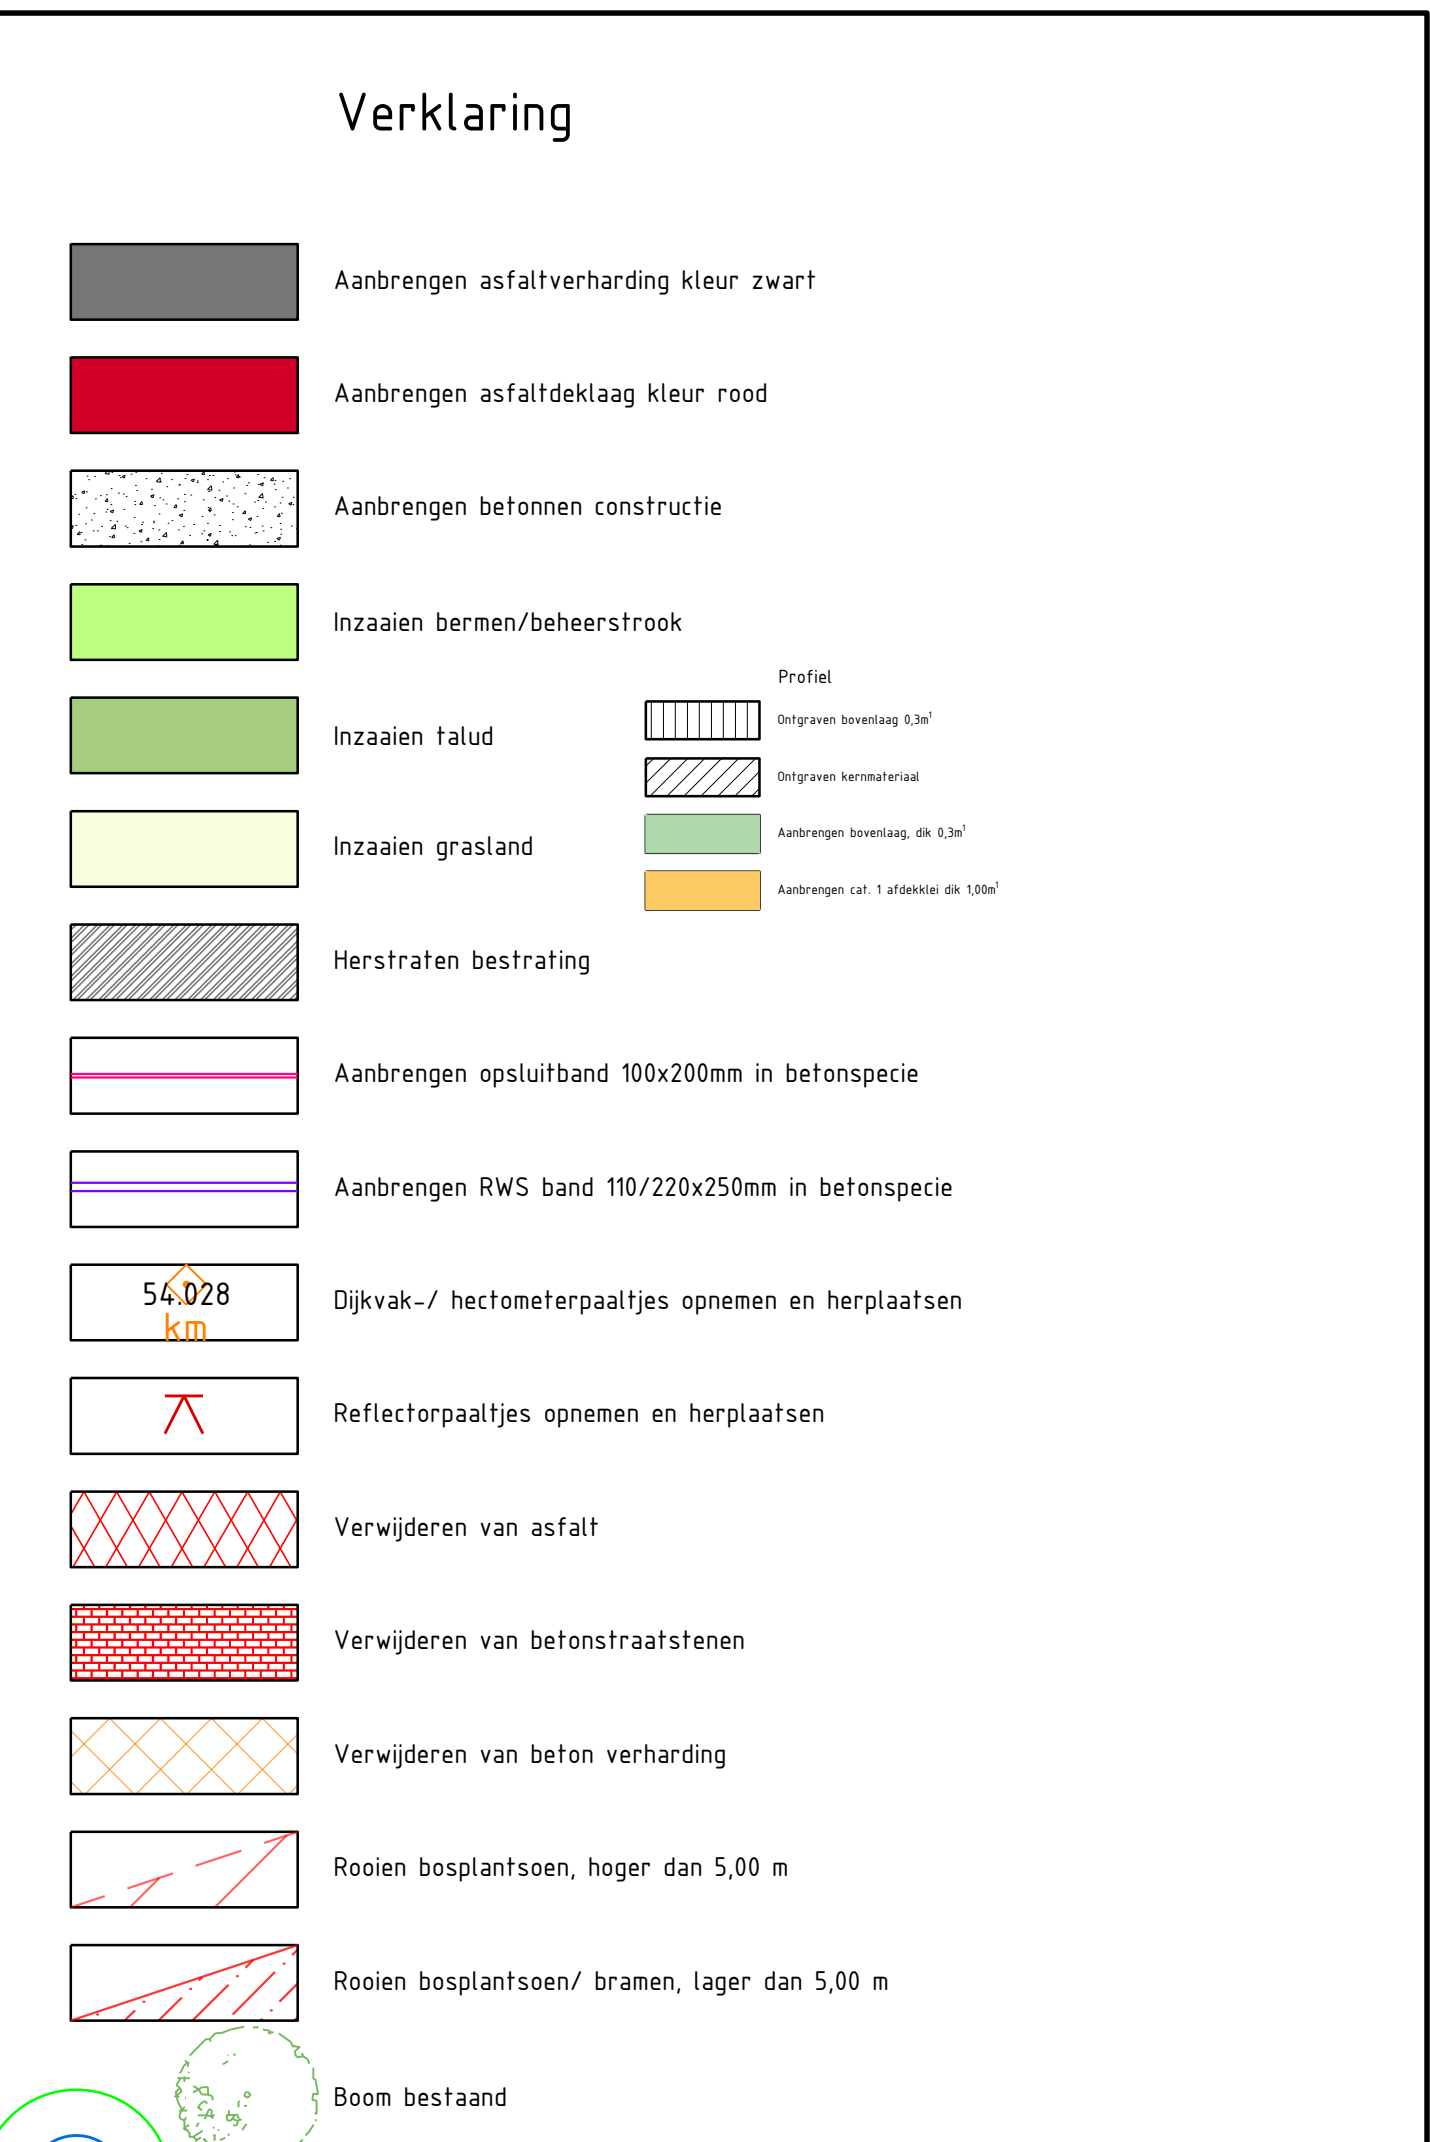 Verklaring
Aanbrengen asfaltverharding kleur zwart
Aanbrengen asfaltdeklaag kleur rood
Aanbrengen betonnen constructie
Inzaaien bermen/beheerstrook
Inzaaien talud
Inzaaien grasland
Profiel
Ontgraven bovenlaag 0,3m¹
Ontgraven kernmateriaal
Aanbrengen bovenlaag, dik 0,3m¹
Aanbrengen cat. 1 afdekklei dik 1,00m¹
Herstraten bestrating
Aanbrengen opsluitband 100x200mm in betonspecie
Aanbrengen RWS band 110/220x250mm in betonspecie
54.028
km
Dijkvak-/ hectometerpaaltjes opnemen en herplaatsen
Reflectorpaaltjes opnemen en herplaatsen
Verwijderen van asfalt
Verwijderen van betonstraatstenen
Verwijderen van beton verharding
Rooien bosplantsoen, hoger dan 5,00 m
Rooien bosplantsoen/ bramen, lager dan 5,00 m
Boom bestaand